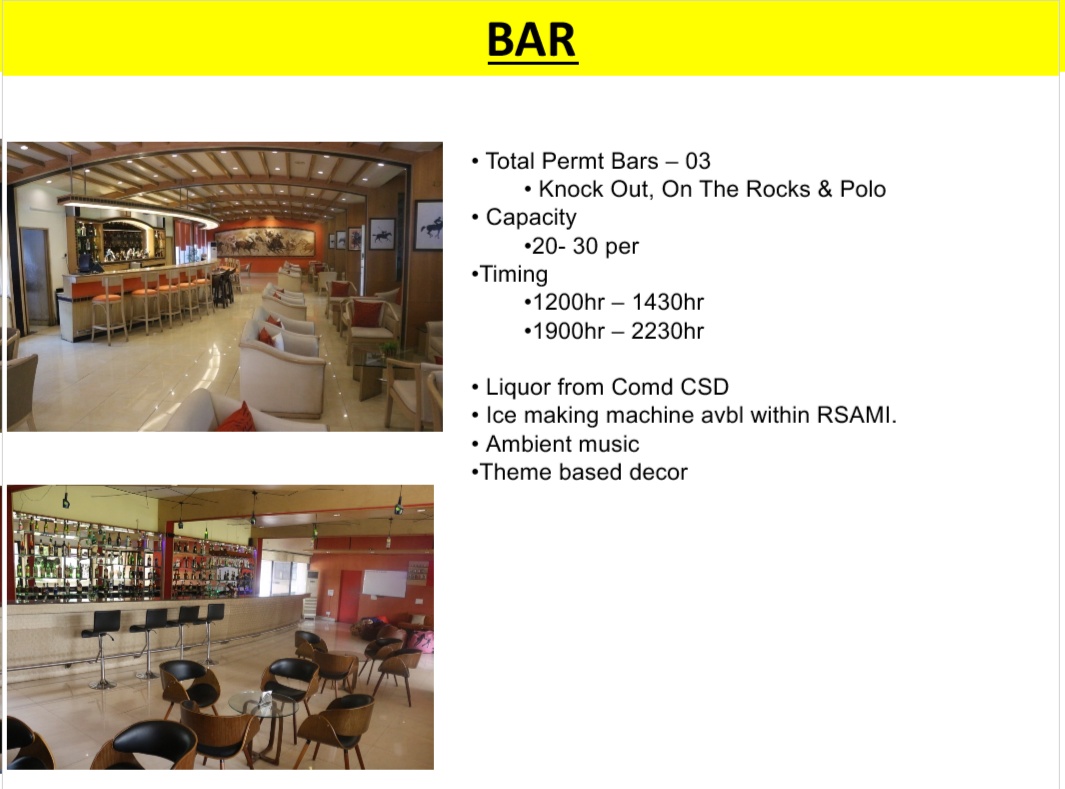 BAR
• Total Permt Bars – 03
• Knock Out, On The Rocks & Polo
• Capacity
•20- 30 per
•Timing
•1200hr – 1430hr
•1900hr – 2230hr
• Liquor from Comd CSD
• Ice making machine avbl within RSAMI.
• Ambient music
•Theme based decor